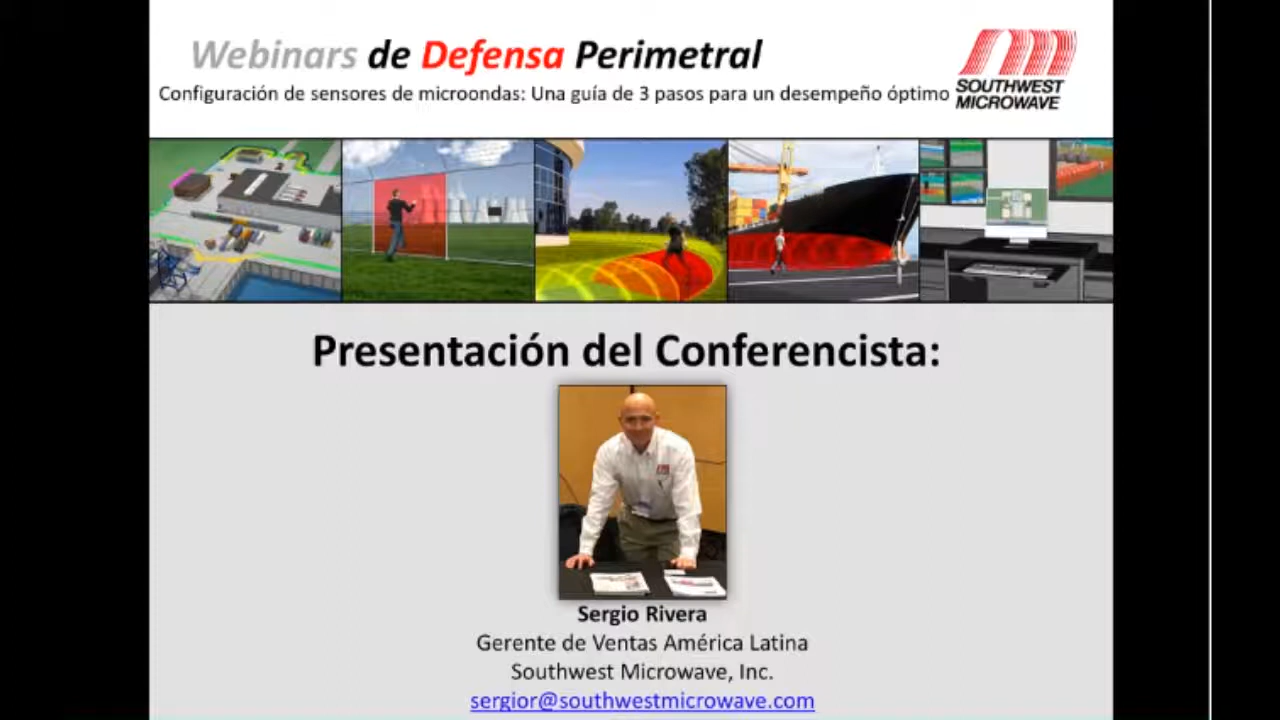 Webinars de Defensa Perimetral
Configuración de sensores de microondas: Una guía de 3 pasos para un desempeño óptimo
SOUTHWEST
MICROWAVE
Presentación del Conferencista:
Sergio Rivera
Gerente de Ventas América Latina
Southwest Microwave, Inc.
sergior@southwestmicrowave.com